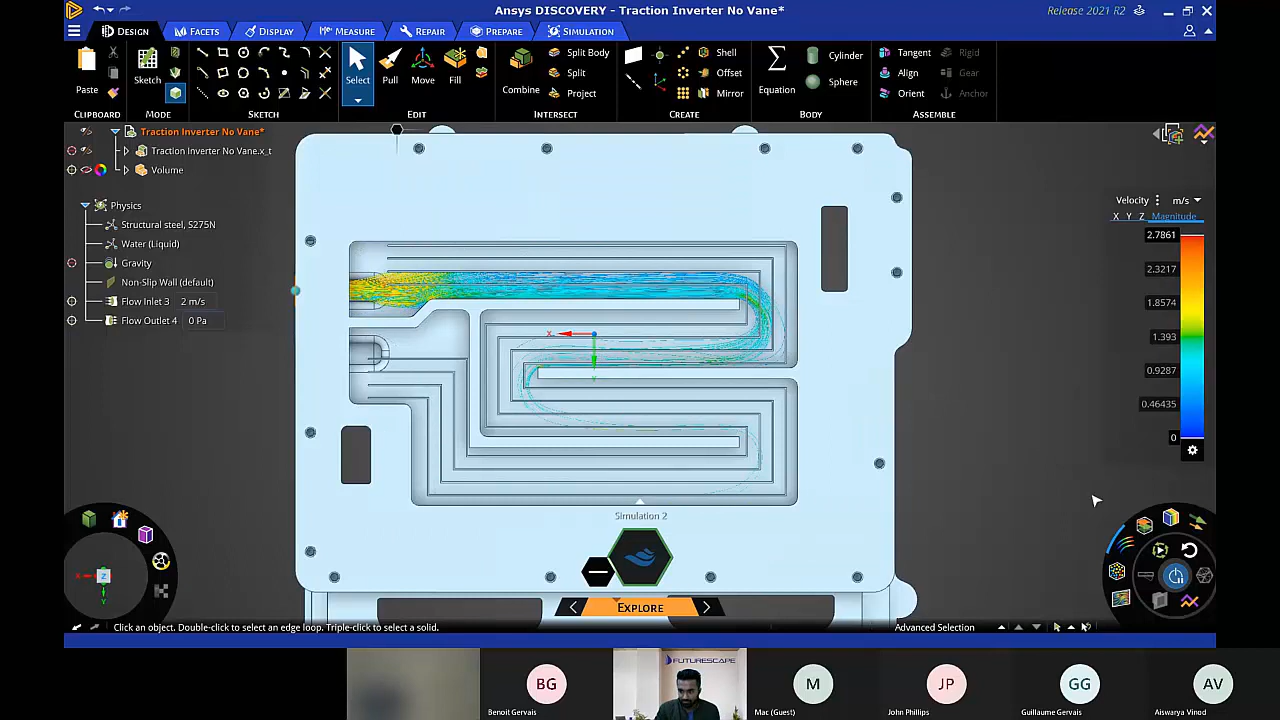 Ansys DISCOVERY - Traction Inverter No Vane*
Release 2021 R2
DESIGN FACETS DISPLAY MEASURE REPAIR PREPARE SIMULATION
Paste
Sketch
Select
Pull
Move
Fill
Combine
Split Body
Split
Project
Shell
Offset
Mirror
Equation
Cylinder
Sphere
Tangent
Align
Orient
Rigid
Gear
Anchor
CLIPBOARD MODE SKETCH EDIT INTERSECT CREATE BODY ASSEMBLE
Traction Inverter No Vane*
Traction Inverter No Vane.x_t
Volume
Physics
Structural steel, S275N
Water (Liquid)
Gravity
Non-Slip Wall (default)
Flow Inlet 3 2 m/s
Flow Outlet 4 0 Pa
Velocity m/s
X Y Z Magnitude
2.7861
2.3217
1.8574
1.393
0.9287
0.46435
0
X
Y
Simulation 2
EXPLORE
X
Z
Y
Click an object. Double-click to select an edge loop. Triple-click to select a solid.
Advanced Selection
FUTURESCAPE
BG
M
JP
GG
AV
Benoit Gervais
Mac (Guest)
John Phillips
Guillaume Gervais
Aiswarya Vinod